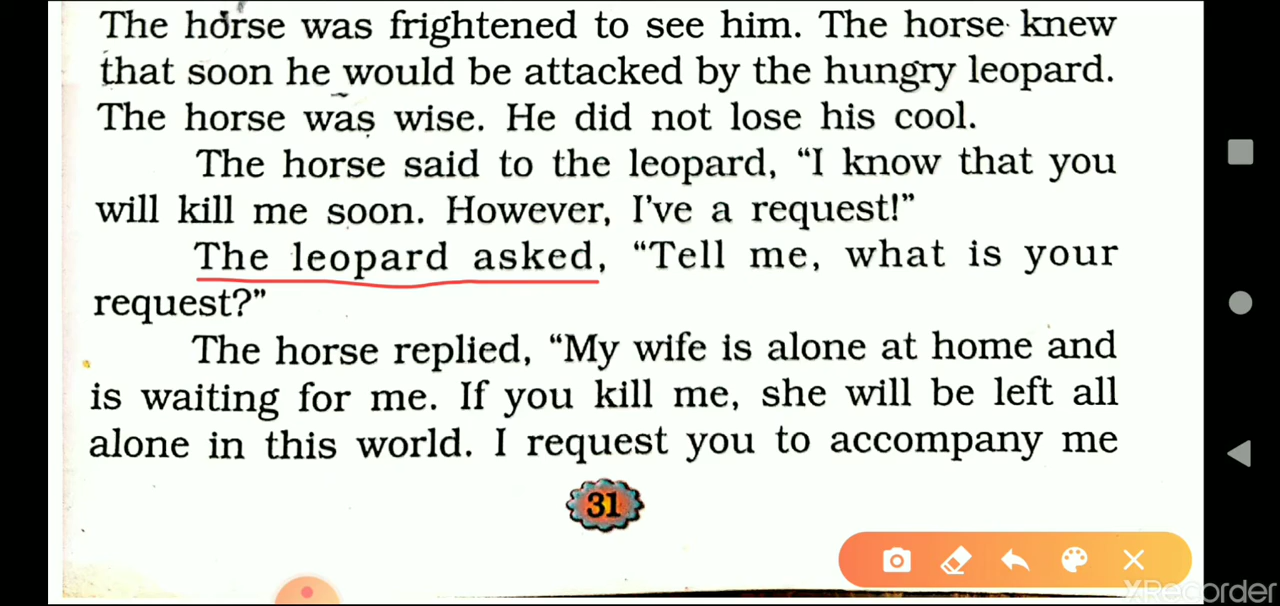 The horse was frightened to see him. The horse knew
that soon he would be attacked by the hungry leopard.
The horse was wise. He did not lose his cool.
The horse said to the leopard, “I know that you
will kill me soon. However, I’ve a request!”
The leopard asked, “Tell me, what is your
request?”
The horse replied, “My wife is alone at home and
is waiting for me. If you kill me, she will be left all
alone in this world. I request you to accompany me
31
XRecorder